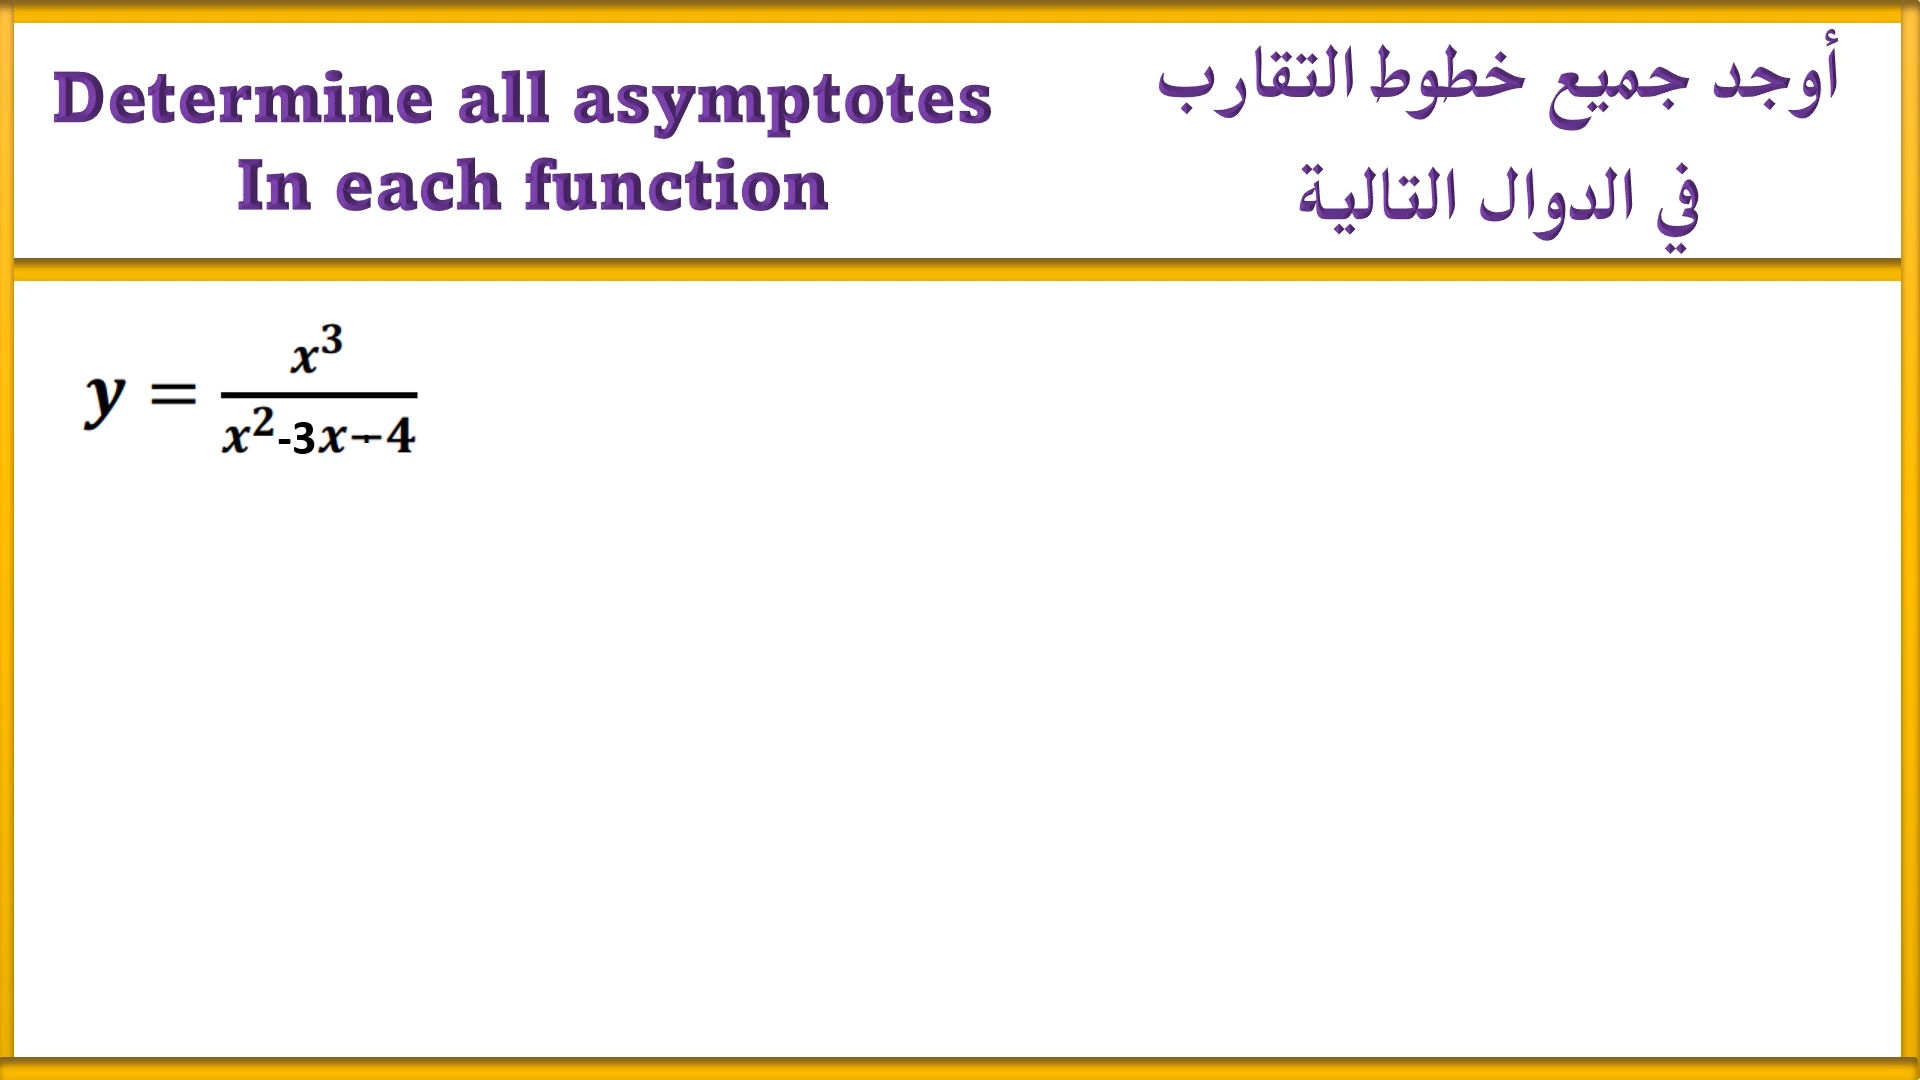 Determine all asymptotes
In each function
أوجد جميع خطوط التقارب
في الدوال التالية
y = x³ / x²-3x-4